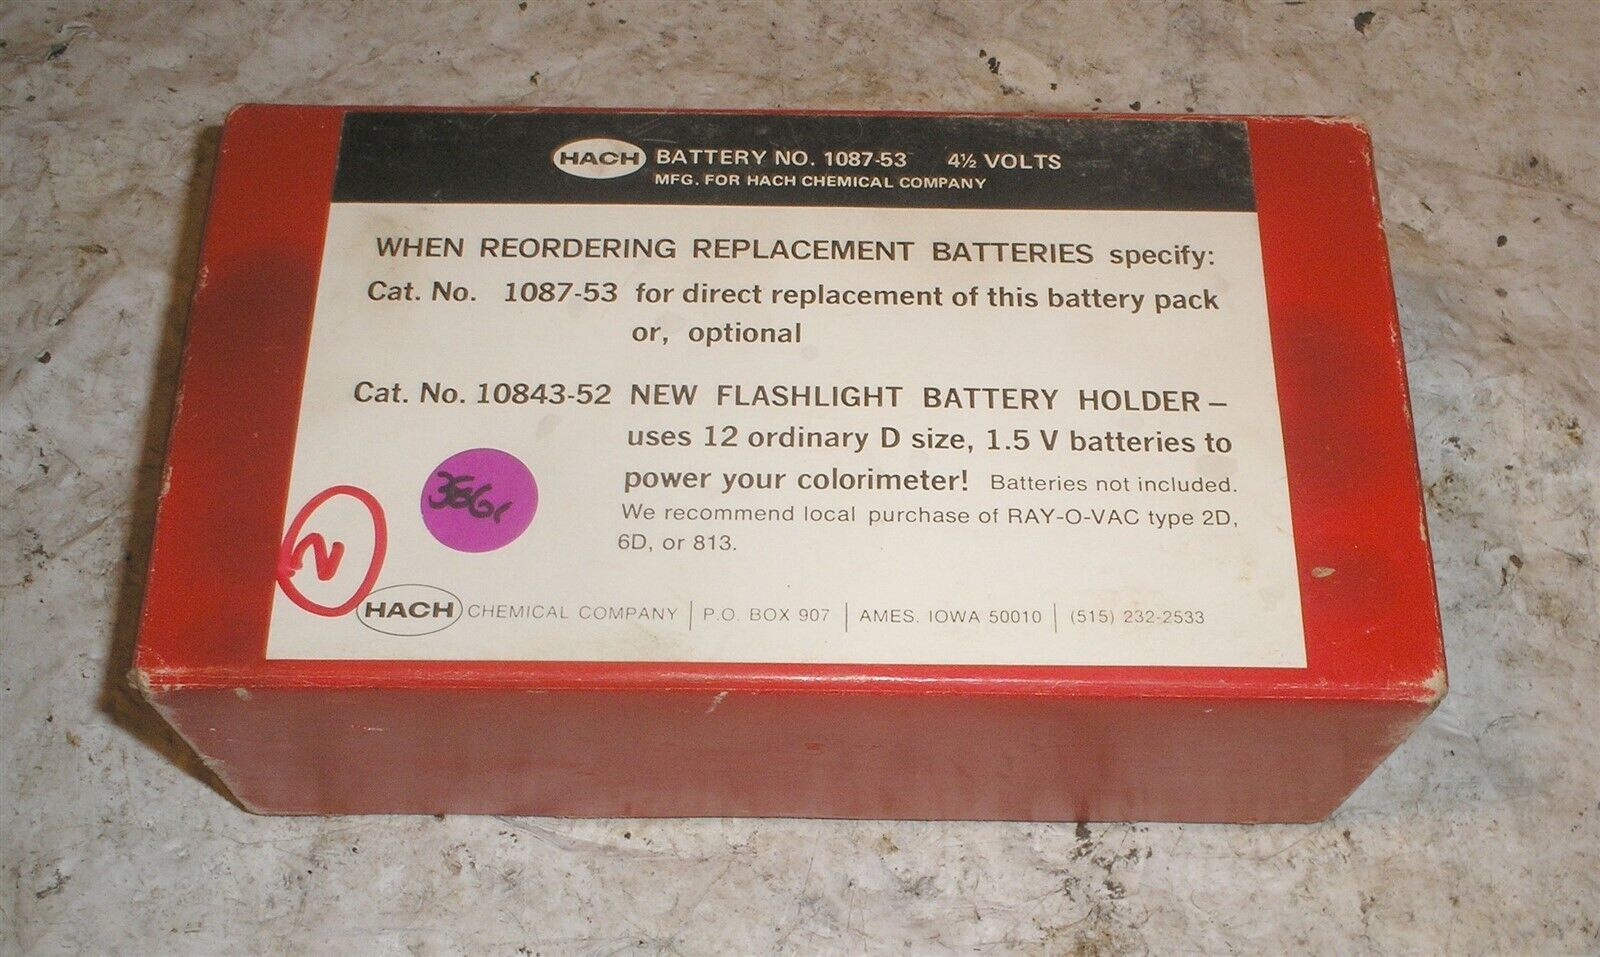 HACH BATTERY NO. 1087-53 4½ VOLTS
MFG. FOR HACH CHEMICAL COMPANY
WHEN REORDERING REPLACEMENT BATTERIES specify:
Cat. No. 1087-53 for direct replacement of this battery pack
or, optional
Cat. No. 10843-52 NEW FLASHLIGHT BATTERY HOLDER –
uses 12 ordinary D size, 1.5 V batteries to
power your colorimeter! Batteries not included.
We recommend local purchase of RAY-O-VAC type 2D,
6D, or 813.
2
HACH CHEMICAL COMPANY | P.O. BOX 907 | AMES, IOWA 50010 | (515) 232-2533